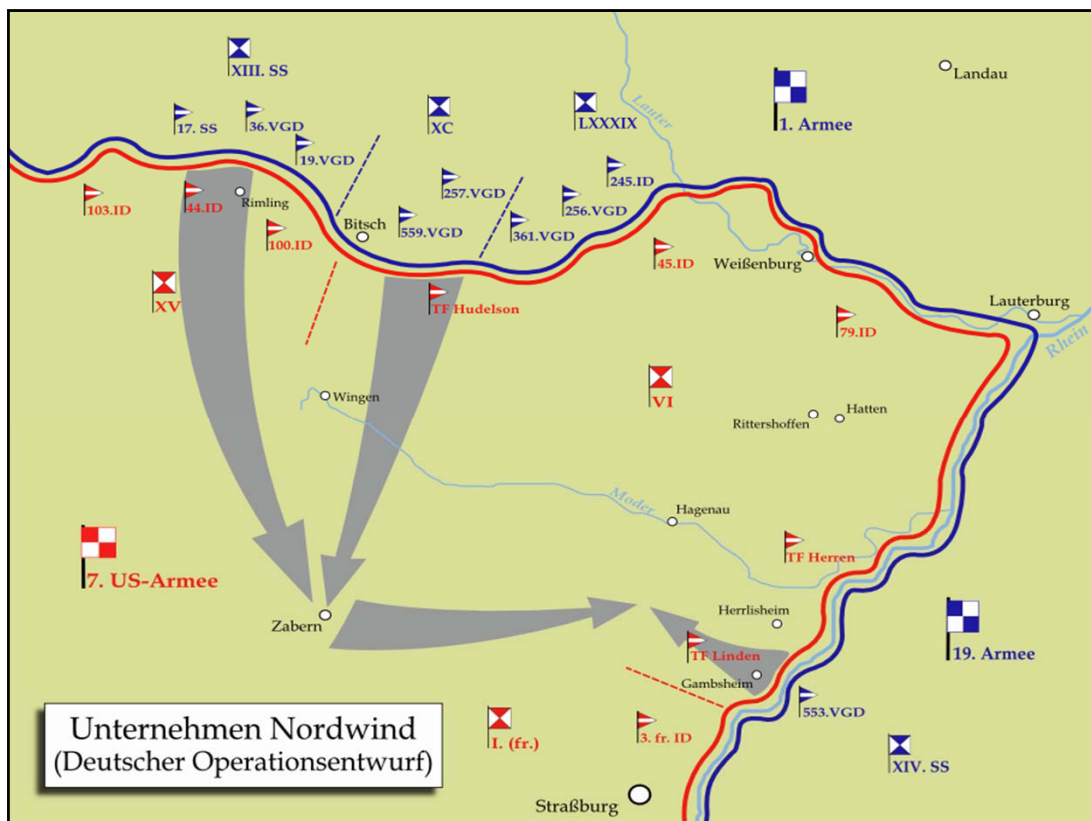 XIII. SS
17. SS
36.VGD
19.VGD
XC
LXXXIX
Lauter
1. Armee
Landau
257.VGD
245.ID
256.VGD
559.VGD
361.VGD
103.ID
44.ID
Rimling
100.ID
Bitsch
45.ID
Weißenburg
XV
TF Hudelson
79.ID
Lauterburg
Rhein
Wingen
VI
Rittershoffen
Hatten
Moder
Hagenau
7. US-Armee
TF Herren
Zabern
Herrlisheim
TF Linden
Gambsheim
19. Armee
553.VGD
I. (fr.)
3. fr. ID
XIV. SS
Straßburg
Unternehmen Nordwind
(Deutscher Operationsentwurf)